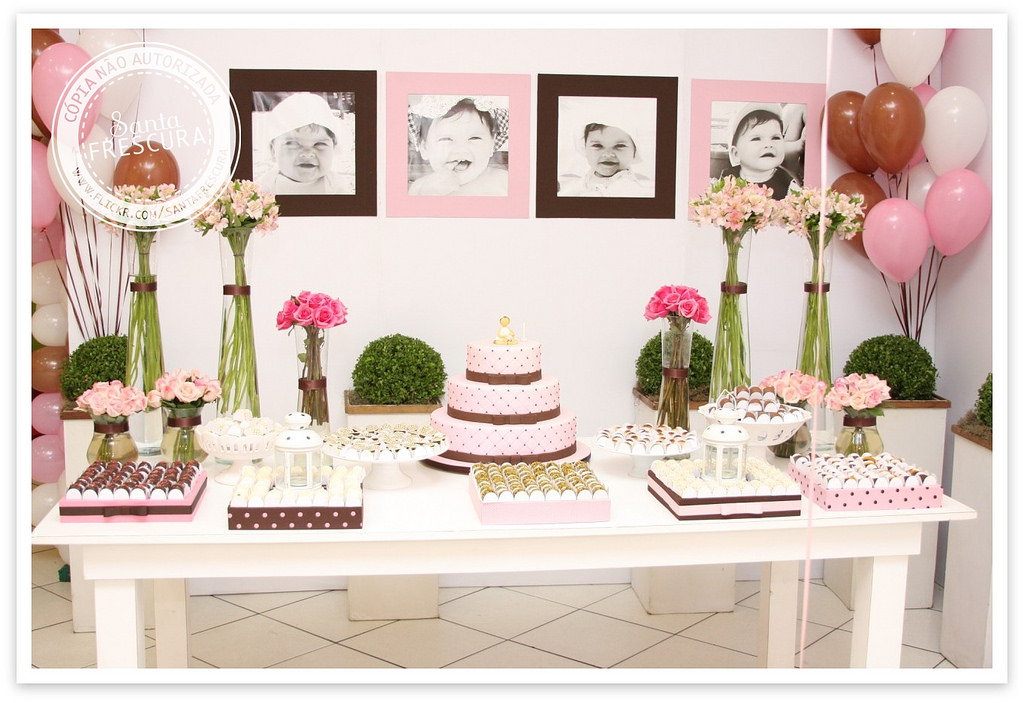 CÓPIA NÃO AUTORIZADA
Santa
FRESCURA
WWW.FLICKR.COM/SANTAFRESCURA